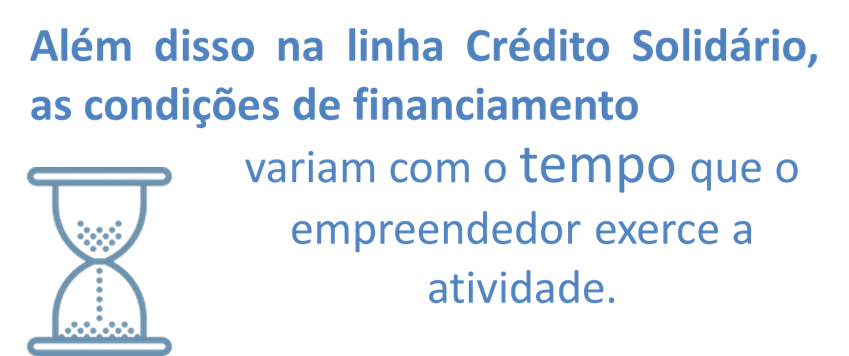 Além disso na linha Crédito Solidário,
as condições de financiamento
variam com o tempo que o
empreendedor exerce a
atividade.